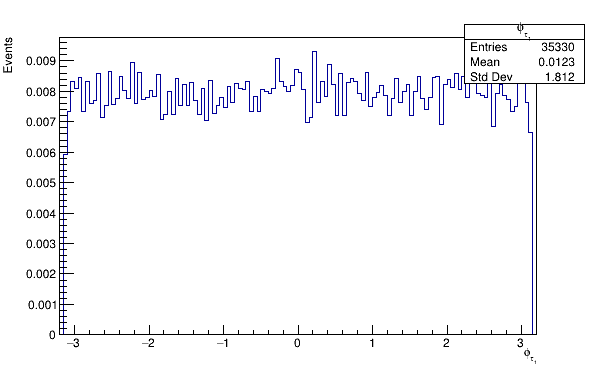 ϕτ1
Entries 35330
Mean 0.0123
Std Dev 1.812
Events
0.009
0.008
0.007
0.006
0.005
0.004
0.003
0.002
0.001
0
−3 −2 −1 0 1 2 3
ϕτ1